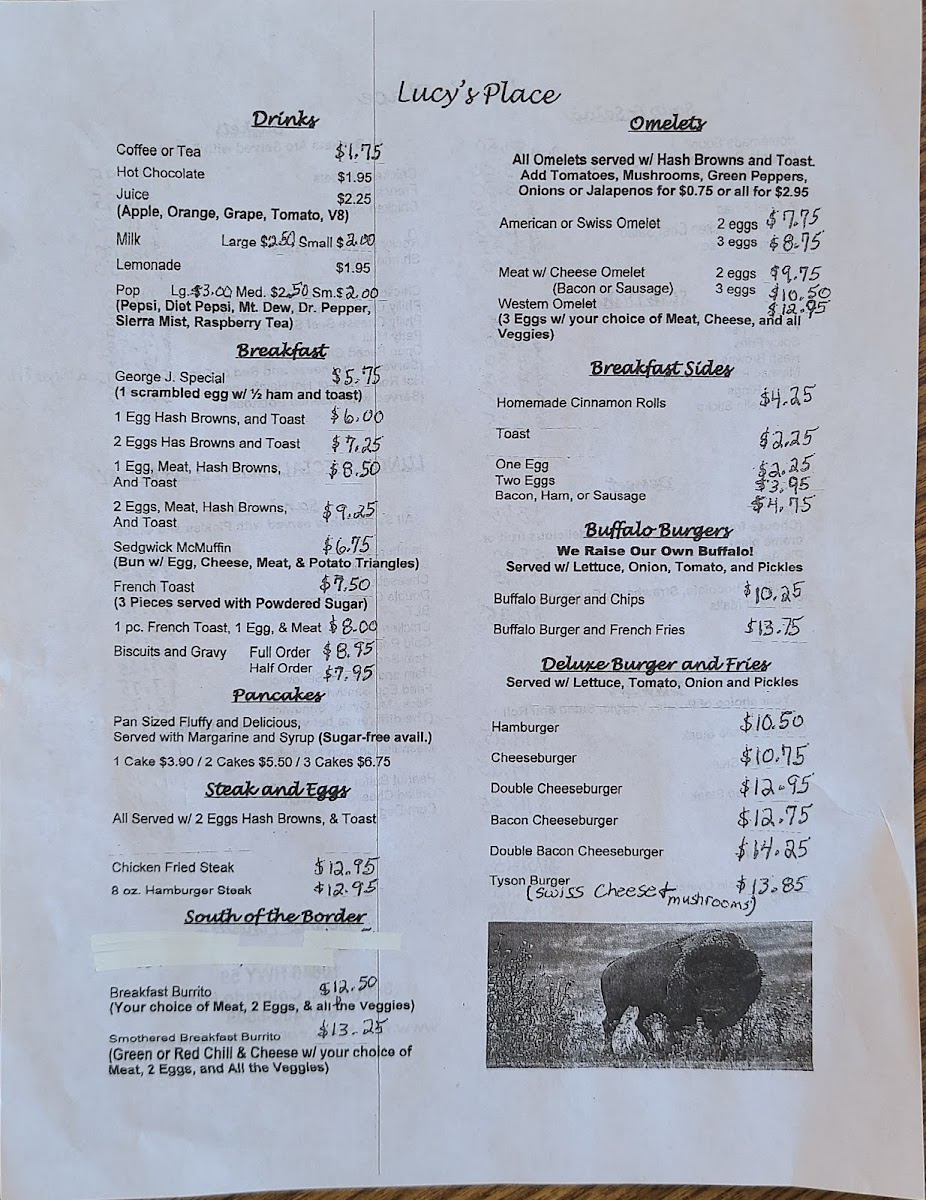 Lucy's Place
Drinks
Coffee or Tea $1.75
Hot Chocolate $1.95
Juice $2.25
(Apple, Orange, Grape, Tomato, V8)
Milk Large $2.50 Small $2.00
Lemonade $1.95
Pop Lg.$3.00 Med. $2.50 Sm.$2.00
(Pepsi, Diet Pepsi, Mt. Dew, Dr. Pepper,
Sierra Mist, Raspberry Tea)
Breakfast
George J. Special $5.75
(1 scrambled egg w/ ½ ham and toast)
1 Egg Hash Browns, and Toast $6.00
2 Eggs Has Browns and Toast $7.25
1 Egg, Meat, Hash Browns, $8.50
And Toast
2 Eggs, Meat, Hash Browns, $9.25
And Toast
Sedgwick McMuffin $6.75
(Bun w/ Egg, Cheese, Meat, & Potato Triangles)
French Toast $7.50
(3 Pieces served with Powdered Sugar)
1 pc. French Toast, 1 Egg, & Meat $8.00
Biscuits and Gravy Full Order $8.95
Half Order $7.95
Pancakes
Pan Sized Fluffy and Delicious,
Served with Margarine and Syrup (Sugar-free avail.)
1 Cake $3.90 / 2 Cakes $5.50 / 3 Cakes $6.75
Steak and Eggs
All Served w/ 2 Eggs Hash Browns, & Toast
Chicken Fried Steak $12.95
8 oz. Hamburger Steak $12.95
South of the Border
Breakfast Burrito $12.50
(Your choice of Meat, 2 Eggs, & all the Veggies)
Smothered Breakfast Burrito $13.25
(Green or Red Chili & Cheese w/ your choice of
Meat, 2 Eggs, and All the Veggies)
Omelets
All Omelets served w/ Hash Browns and Toast.
Add Tomatoes, Mushrooms, Green Peppers,
Onions or Jalapenos for $0.75 or all for $2.95
American or Swiss Omelet 2 eggs $7.75
3 eggs $8.75
Meat w/ Cheese Omelet 2 eggs $9.75
(Bacon or Sausage) 3 eggs $10.50
Western Omelet $12.95
(3 Eggs w/ your choice of Meat, Cheese, and all
Veggies)
Breakfast Sides
Homemade Cinnamon Rolls $4.25
Toast $2.25
One Egg $2.25
Two Eggs $3.95
Bacon, Ham, or Sausage $4.75
Buffalo Burgers
We Raise Our Own Buffalo!
Served w/ Lettuce, Onion, Tomato, and Pickles
Buffalo Burger and Chips $10.25
Buffalo Burger and French Fries $13.75
Deluxe Burger and Fries
Served w/ Lettuce, Tomato, Onion and Pickles
Hamburger $10.50
Cheeseburger $10.75
Double Cheeseburger $12.95
Bacon Cheeseburger $12.75
Double Bacon Cheeseburger $14.25
Tyson Burger $13.85
(Swiss Cheese + mushrooms)